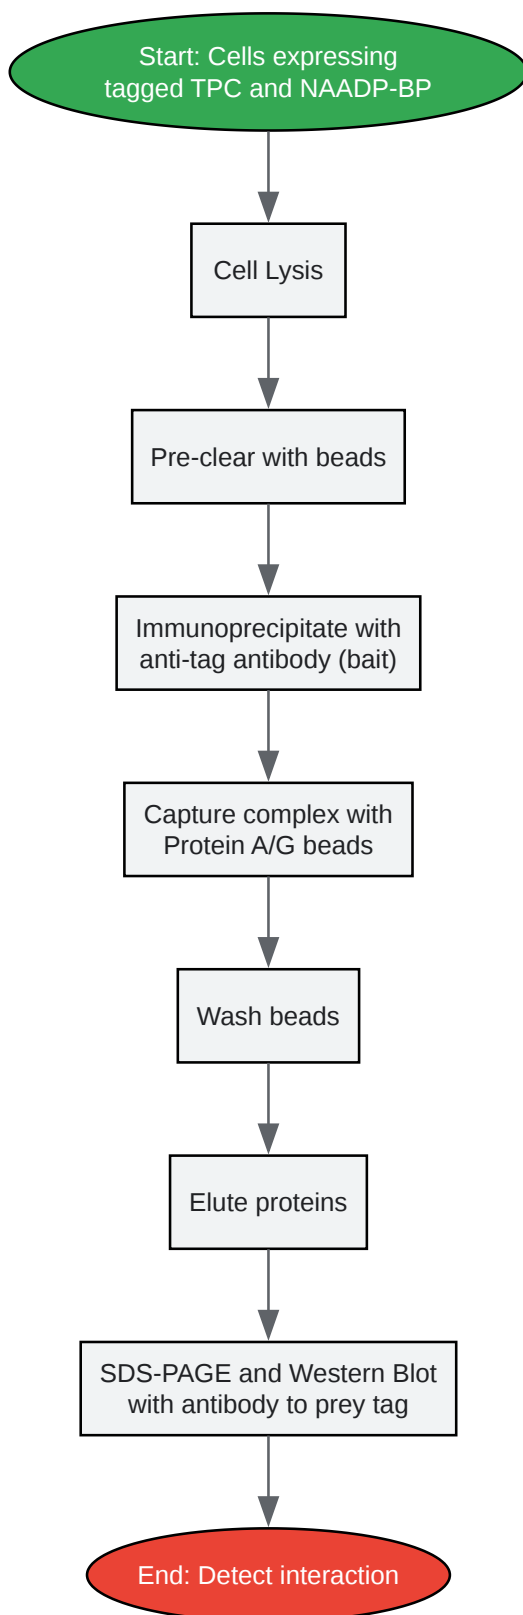 Start: Cells expressing
tagged TPC and NAADP-BP
Cell Lysis
Pre-clear with beads
Immunoprecipitate with
anti-tag antibody (bait)
Capture complex with
Protein A/G beads
Wash beads
Elute proteins
SDS-PAGE and Western Blot
with antibody to prey tag
End: Detect interaction